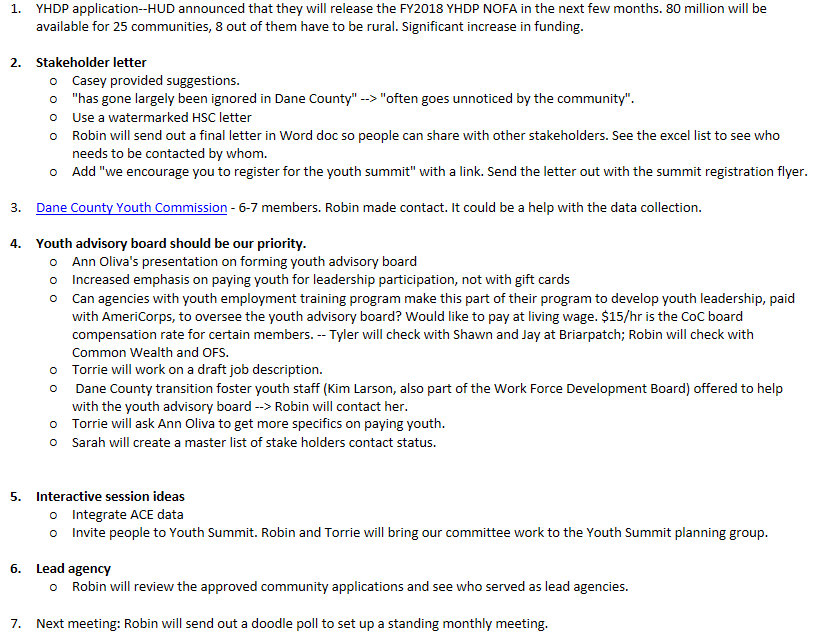 1. YHDP application--HUD announced that they will release the FY2018 YHDP NOFA in the next few months. 80 million will be
available for 25 communities, 8 out of them have to be rural. Significant increase in funding.
2. Stakeholder letter
o Casey provided suggestions.
o "has gone largely been ignored in Dane County" --> "often goes unnoticed by the community".
o Use a watermarked HSC letter
o Robin will send out a final letter in Word doc so people can share with other stakeholders. See the excel list to see who
needs to be contacted by whom.
o Add "we encourage you to register for the youth summit" with a link. Send the letter out with the summit registration flyer.
3. Dane County Youth Commission - 6-7 members. Robin made contact. It could be a help with the data collection.
4. Youth advisory board should be our priority.
o Ann Oliva's presentation on forming youth advisory board
o Increased emphasis on paying youth for leadership participation, not with gift cards
o Can agencies with youth employment training program make this part of their program to develop youth leadership, paid
with AmeriCorps, to oversee the youth advisory board? Would like to pay at living wage. $15/hr is the CoC board
compensation rate for certain members. -- Tyler will check with Shawn and Jay at Briarpatch; Robin will check with
Common Wealth and OFS.
o Torrie will work on a draft job description.
o Dane County transition foster youth staff (Kim Larson, also part of the Work Force Development Board) offered to help
with the youth advisory board --> Robin will contact her.
o Torrie will ask Ann Oliva to get more specifics on paying youth.
o Sarah will create a master list of stake holders contact status.
5. Interactive session ideas
o Integrate ACE data
o Invite people to Youth Summit. Robin and Torrie will bring our committee work to the Youth Summit planning group.
6. Lead agency
o Robin will review the approved community applications and see who served as lead agencies.
7. Next meeting: Robin will send out a doodle poll to set up a standing monthly meeting.